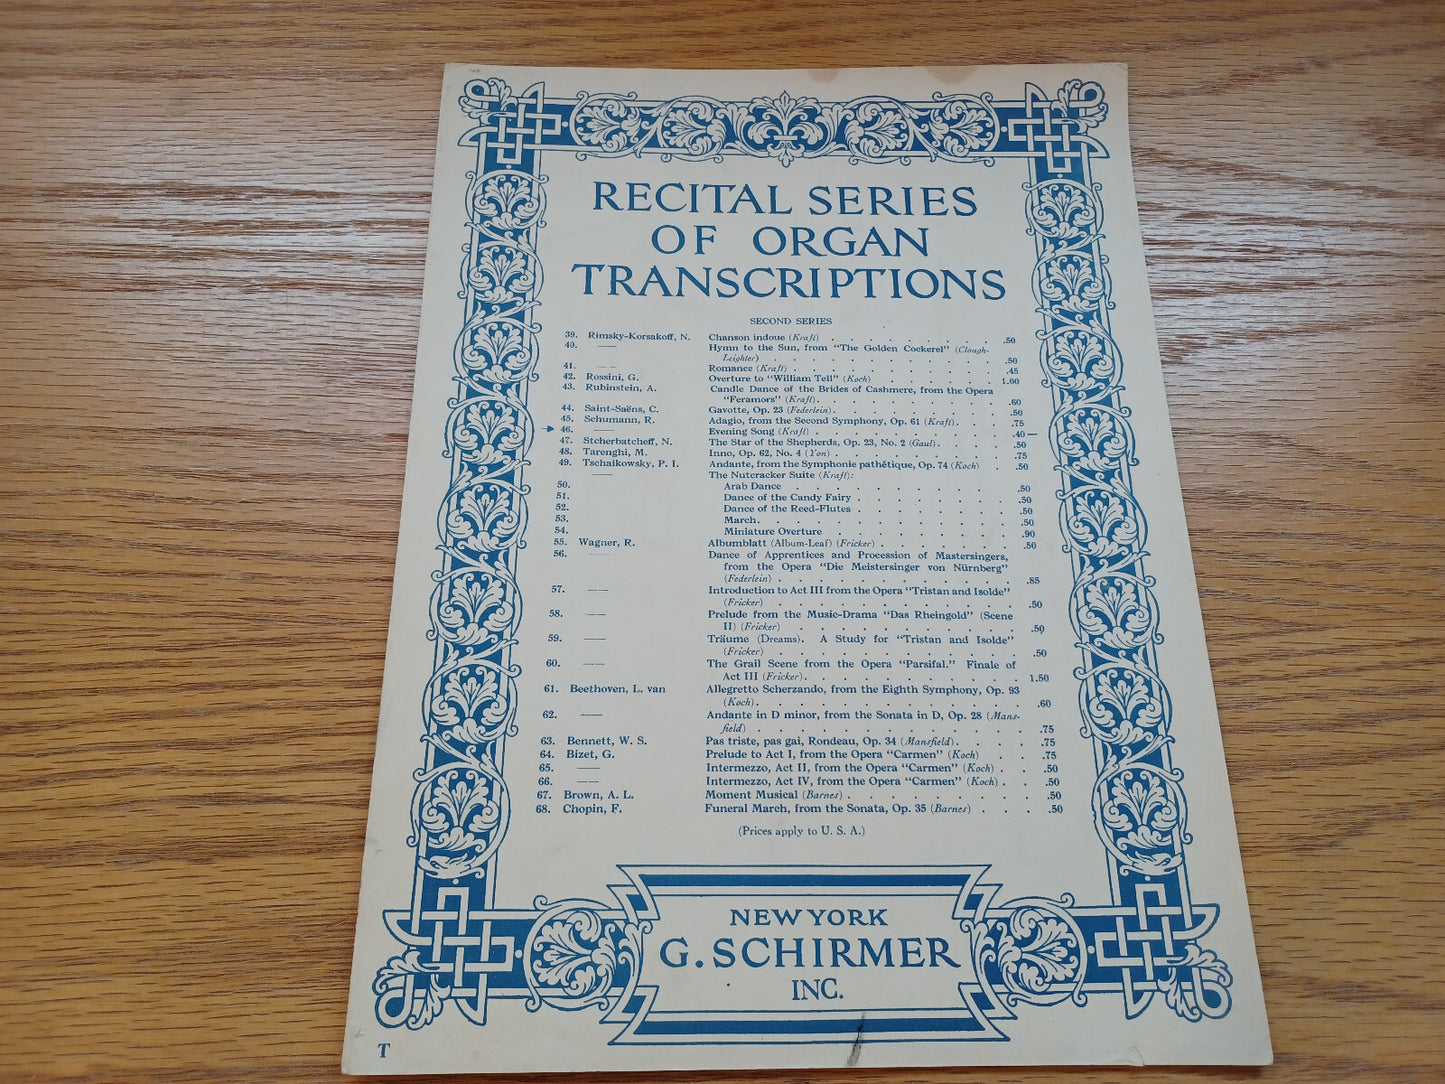 RECITAL SERIES
OF ORGAN
TRANSCRIPTIONS
SECOND SERIES
39. Rimsky-Korsakoff, N. Chanson indoue (Kraft) . . . . . . . . . . .50
40. —— Hymn to the Sun, from "The Golden Cockerel" (Clough-
Leighter) . . . . . . . . . . . . .50
41. —— Romance (Kraft) . . . . . . . . . . . .45
42. Rossini, G. Overture to "William Tell" (Koch) . . . . . . . 1.00
43. Rubinstein, A. Candle Dance of the Brides of Cashmere, from the Opera
"Feramors" (Kraft) . . . . . . . . . . .60
44. Saint-Saëns, C. Gavotte, Op. 23 (Federlein) . . . . . . . . . .50
45. Schumann, R. Adagio, from the Second Symphony, Op. 61 (Kraft) . . . .75
46. —— Evening Song (Kraft) . . . . . . . . . . . .40
47. Stcherbatcheff, N. The Star of the Shepherds, Op. 23, No. 2 (Gaul) . . . . .50
48. Tarenghi, M. Inno, Op. 62, No. 4 (Yon) . . . . . . . . . .75
49. Tschaikowsky, P. I. Andante, from the Symphonie pathétique, Op. 74 (Koch) . .50
—— The Nutcracker Suite (Kraft):
50. Arab Dance . . . . . . . . . . .50
51. Dance of the Candy Fairy . . . . . . . . .50
52. Dance of the Reed-Flutes . . . . . . . . .50
53. March . . . . . . . . . . . . .50
54. Miniature Overture . . . . . . . . . .90
55. Wagner, R. Albumblatt (Album-Leaf) (Fricker) . . . . . . . .50
56. —— Dance of Apprentices and Procession of Mastersingers,
from the Opera "Die Meistersinger von Nürnberg"
(Federlein) . . . . . . . . . . . . .85
57. —— Introduction to Act III from the Opera "Tristan and Isolde"
(Fricker) . . . . . . . . . . . . . .50
58. —— Prelude from the Music-Drama "Das Rheingold" (Scene
II) (Fricker) . . . . . . . . . . . . .50
59. —— Träume (Dreams). A Study for "Tristan and Isolde"
(Fricker) . . . . . . . . . . . . . .50
60. —— The Grail Scene from the Opera "Parsifal." Finale of
Act III (Fricker) . . . . . . . . . . . 1.50
61. Beethoven, L. van Allegretto Scherzando, from the Eighth Symphony, Op. 93
(Koch) . . . . . . . . . . . . . . .60
62. —— Andante in D minor, from the Sonata in D, Op. 28 (Mans-
field) . . . . . . . . . . . . . . .75
63. Bennett, W. S. Pas triste, pas gai, Rondeau, Op. 34 (Mansfield) . . . . .75
64. Bizet, G. Prelude to Act I, from the Opera "Carmen" (Koch) . . .75
65. —— Intermezzo, Act II, from the Opera "Carmen" (Koch) . . .50
66. —— Intermezzo, Act IV, from the Opera "Carmen" (Koch) . . .50
67. Brown, A. L. Moment Musical (Barnes) . . . . . . . . . . .50
68. Chopin, F. Funeral March, from the Sonata, Op. 35 (Barnes) . . . .50
(Prices apply to U. S. A.)
NEW YORK
G. SCHIRMER
INC.
T